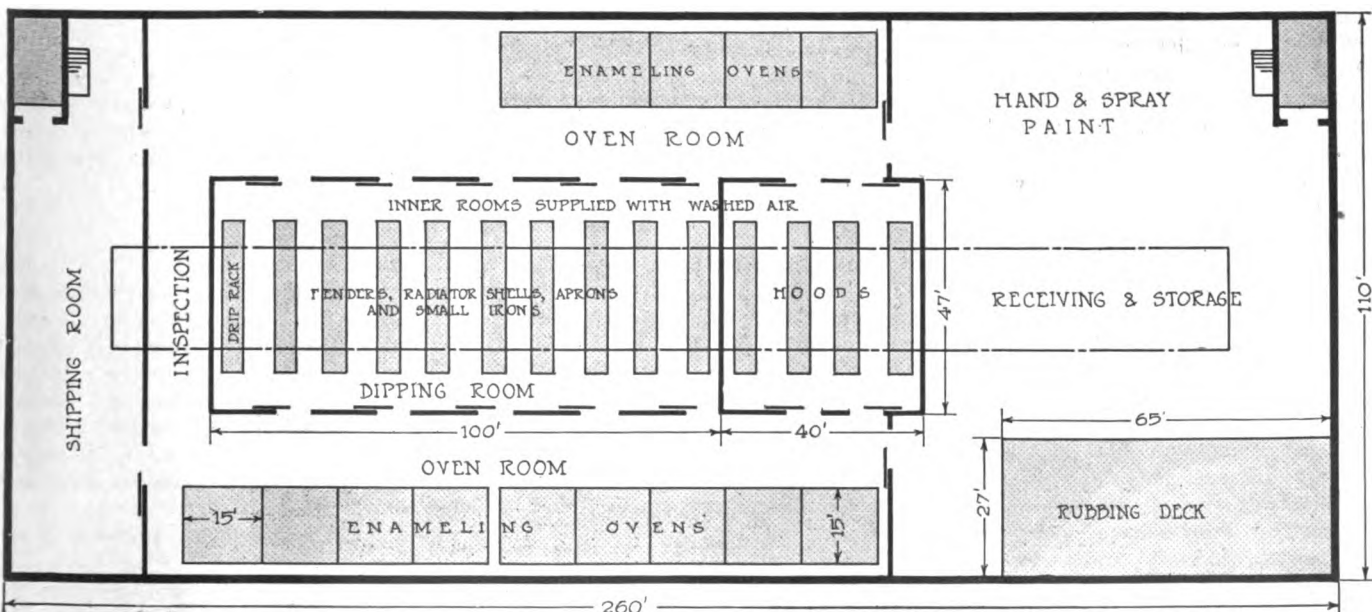 ENAMELING OVENS
HAND & SPRAY
PAINT
OVEN ROOM
INNER ROOMS SUPPLIED WITH WASHED AIR
SHIPPING ROOM
INSPECTION
DRIP RACK
FENDERS, RADIATOR SHELLS, APRONS
AND SMALL IRONS
HOODS
47'
RECEIVING & STORAGE
110'
DIPPING ROOM
100'
40'
65'
OVEN ROOM
15'
ENAMELING OVENS
15'
27'
RUBBING DECK
260'